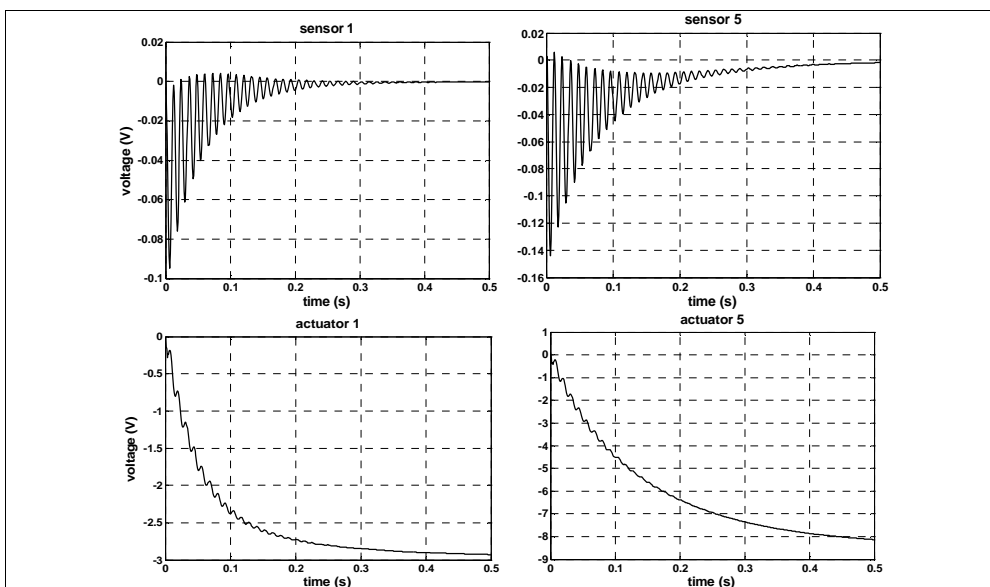 sensor 1
0.02
0
-0.02
-0.04
-0.06
-0.08
-0.1
voltage (V)
0 0.1 0.2 0.3 0.4 0.5
time (s)
sensor 5
0.02
0
-0.02
-0.04
-0.06
-0.08
-0.1
-0.12
-0.14
-0.16
0 0.1 0.2 0.3 0.4 0.5
time (s)
actuator 1
0
-0.5
-1
-1.5
-2
-2.5
-3
voltage (V)
0 0.1 0.2 0.3 0.4 0.5
time (s)
actuator 5
1
0
-1
-2
-3
-4
-5
-6
-7
-8
-9
0 0.1 0.2 0.3 0.4 0.5
time (s)